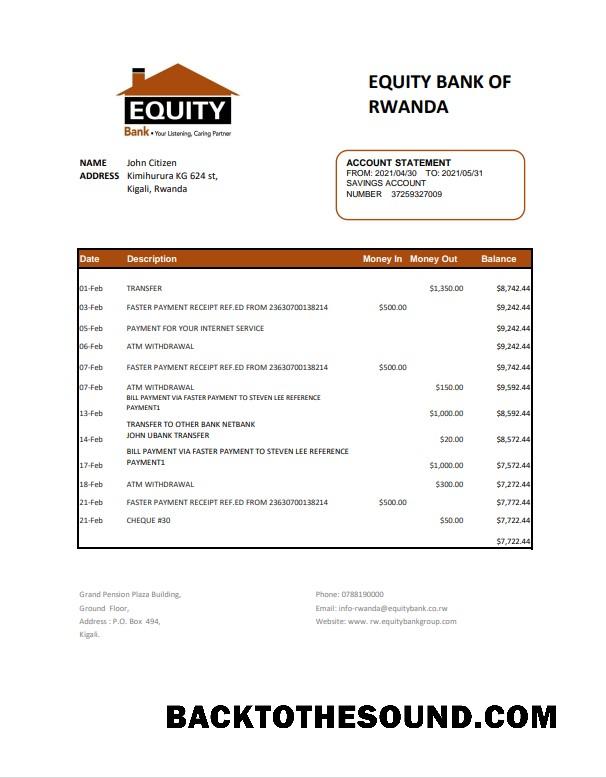 EQUITY
Bank • Your Listening, Caring Partner
EQUITY BANK OF
RWANDA
NAME John Citizen
ADDRESS Kimihurura KG 624 st,
Kigali, Rwanda
ACCOUNT STATEMENT
FROM: 2021/04/30 TO: 2021/05/31
SAVINGS ACCOUNT
NUMBER 37259327009
Date Description Money In Money Out Balance
01-Feb TRANSFER $1,350.00 $8,742.44
03-Feb FASTER PAYMENT RECEIPT REF.ED FROM 23630700138214 $500.00 $9,242.44
05-Feb PAYMENT FOR YOUR INTERNET SERVICE $9,242.44
06-Feb ATM WITHDRAWAL $9,242.44
07-Feb FASTER PAYMENT RECEIPT REF.ED FROM 23630700138214 $500.00 $9,742.44
07-Feb ATM WITHDRAWAL $150.00 $9,592.44
BILL PAYMENT VIA FASTER PAYMENT TO STEVEN LEE REFERENCE
PAYMENT1
13-Feb $1,000.00 $8,592.44
TRANSFER TO OTHER BANK NETBANK
JOHN UBANK TRANSFER
14-Feb $20.00 $8,572.44
BILL PAYMENT VIA FASTER PAYMENT TO STEVEN LEE REFERENCE
PAYMENT1
17-Feb $1,000.00 $7,572.44
18-Feb ATM WITHDRAWAL $300.00 $7,272.44
21-Feb FASTER PAYMENT RECEIPT REF.ED FROM 23630700138214 $500.00 $7,772.44
21-Feb CHEQUE #30 $50.00 $7,722.44
$7,722.44
Grand Pension Plaza Building,
Ground Floor,
Address : P.O. Box 494,
Kigali.
Phone: 0788190000
Email: info-rwanda@equitybank.co.rw
Website: www. rw.equitybankgroup.com
BACKTOTHESOUND.COM